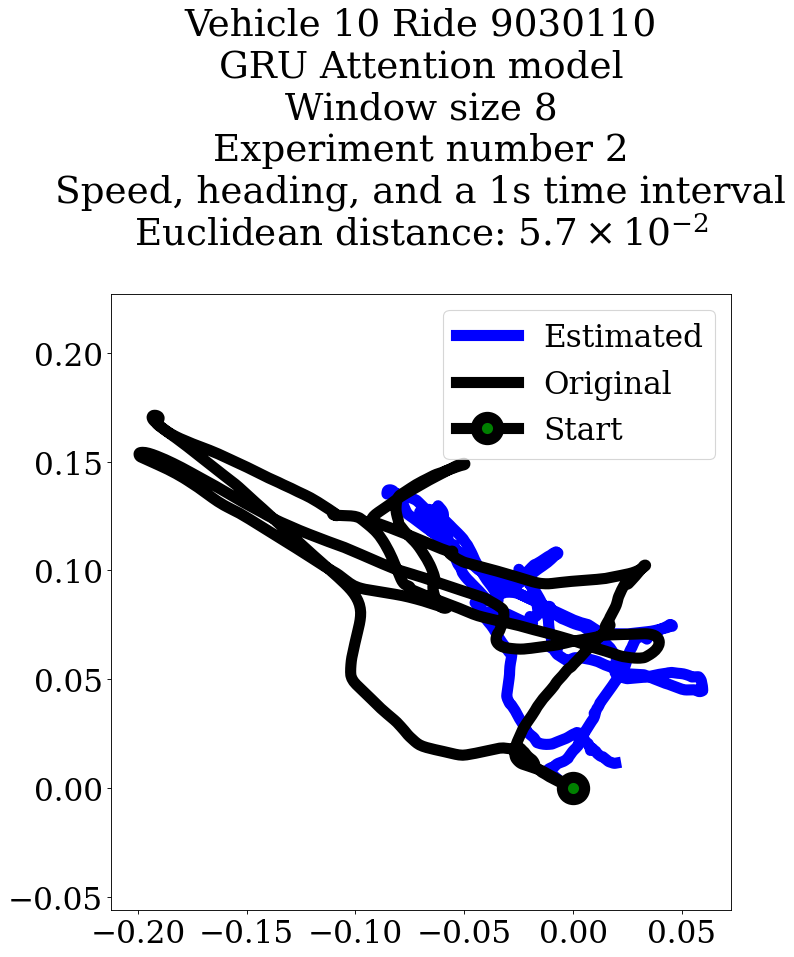 Vehicle 10 Ride 9030110
GRU Attention model
Window size 8
Experiment number 2
Speed, heading, and a 1s time interval
Euclidean distance: 5.7 × 10⁻²
Estimated
Original
Start
0.20
0.15
0.10
0.05
0.00
−0.05
−0.20 −0.15 −0.10 −0.05 0.00 0.05